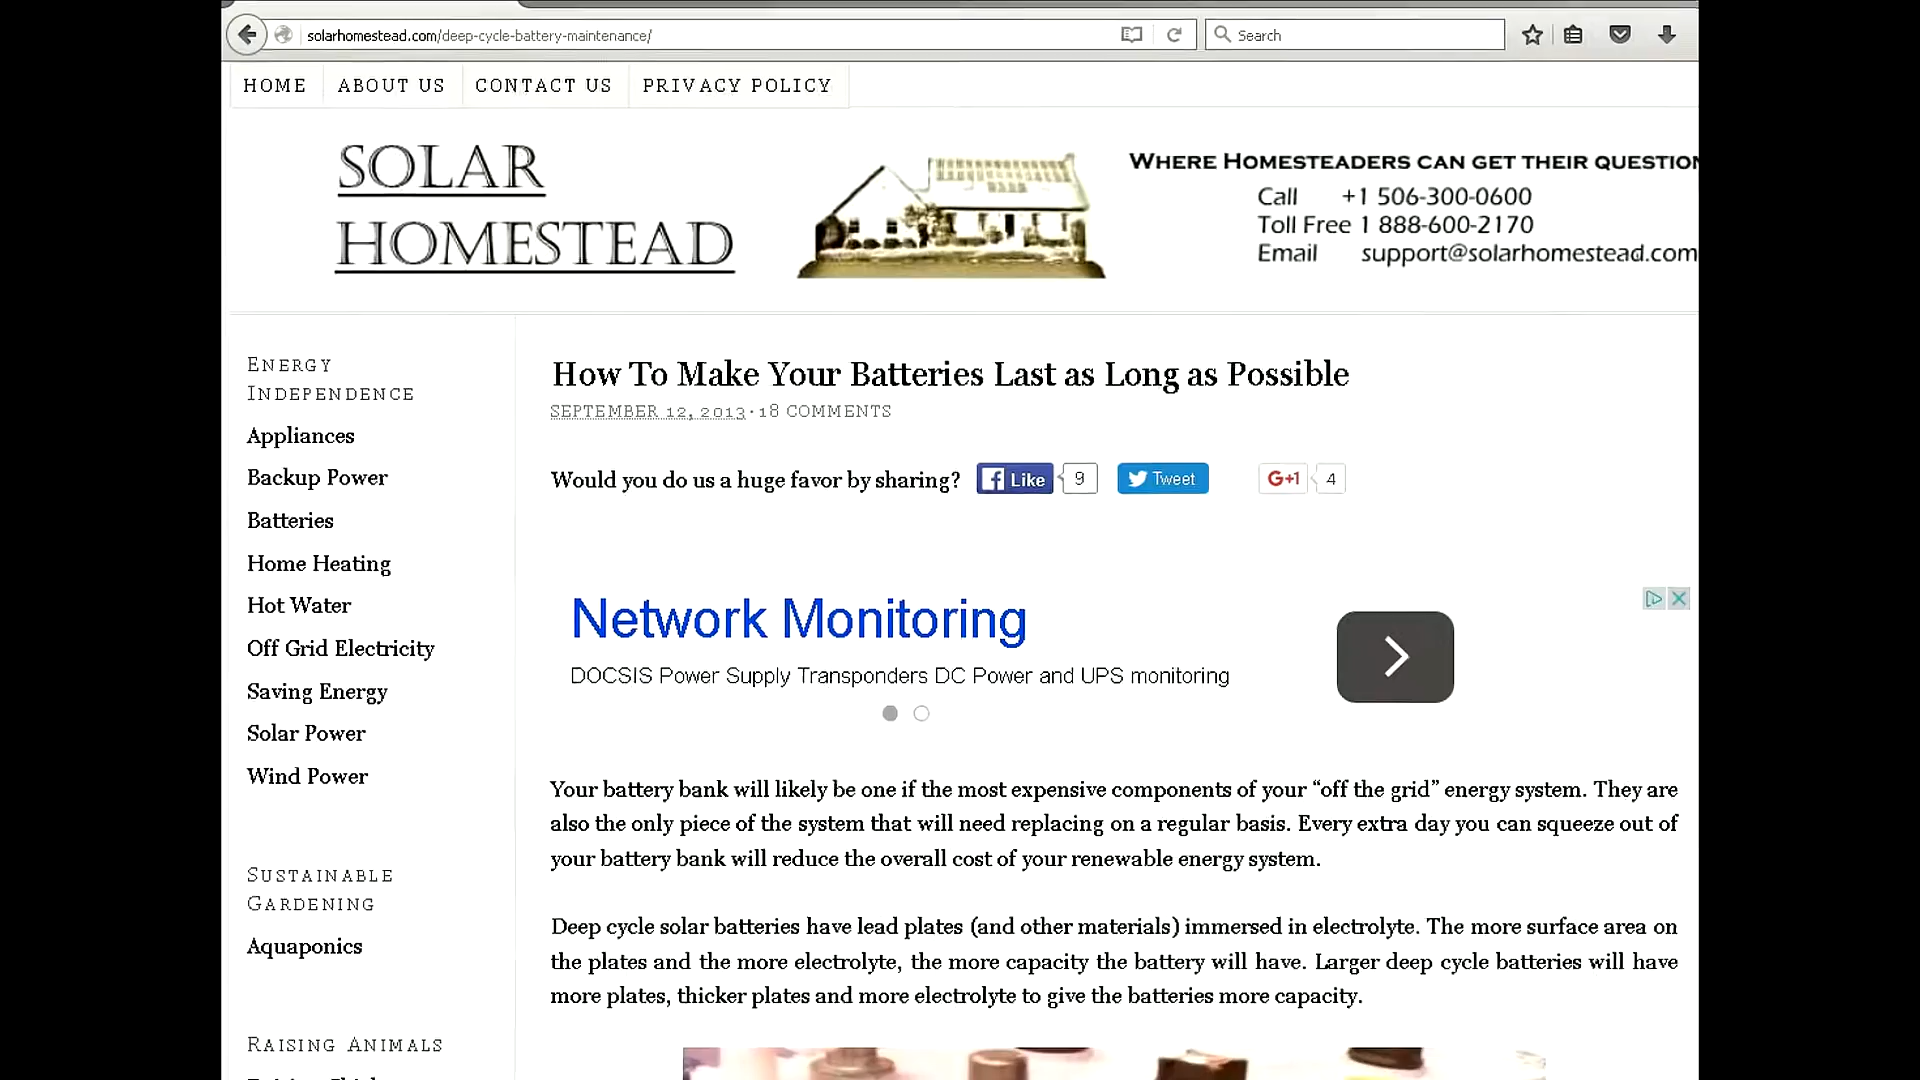 solarhomestead.com/deep-cycle-battery-maintenance/
Search
HOME
ABOUT US
CONTACT US
PRIVACY POLICY
SOLAR
HOMESTEAD
WHERE HOMESTEADERS CAN GET THEIR QUESTION
Call +1 506-300-0600
Toll Free 1 888-600-2170
Email support@solarhomestead.com
ENERGY
INDEPENDENCE
Appliances
Backup Power
Batteries
Home Heating
Hot Water
Off Grid Electricity
Saving Energy
Solar Power
Wind Power
SUSTAINABLE
GARDENING
Aquaponics
RAISING ANIMALS
How To Make Your Batteries Last as Long as Possible
SEPTEMBER 12, 2013 · 18 COMMENTS
Would you do us a huge favor by sharing?
Like
9
Tweet
G+1
4
Network Monitoring
DOCSIS Power Supply Transponders DC Power and UPS monitoring
Your battery bank will likely be one if the most expensive components of your “off the grid” energy system. They are
also the only piece of the system that will need replacing on a regular basis. Every extra day you can squeeze out of
your battery bank will reduce the overall cost of your renewable energy system.
Deep cycle solar batteries have lead plates (and other materials) immersed in electrolyte. The more surface area on
the plates and the more electrolyte, the more capacity the battery will have. Larger deep cycle batteries will have
more plates, thicker plates and more electrolyte to give the batteries more capacity.